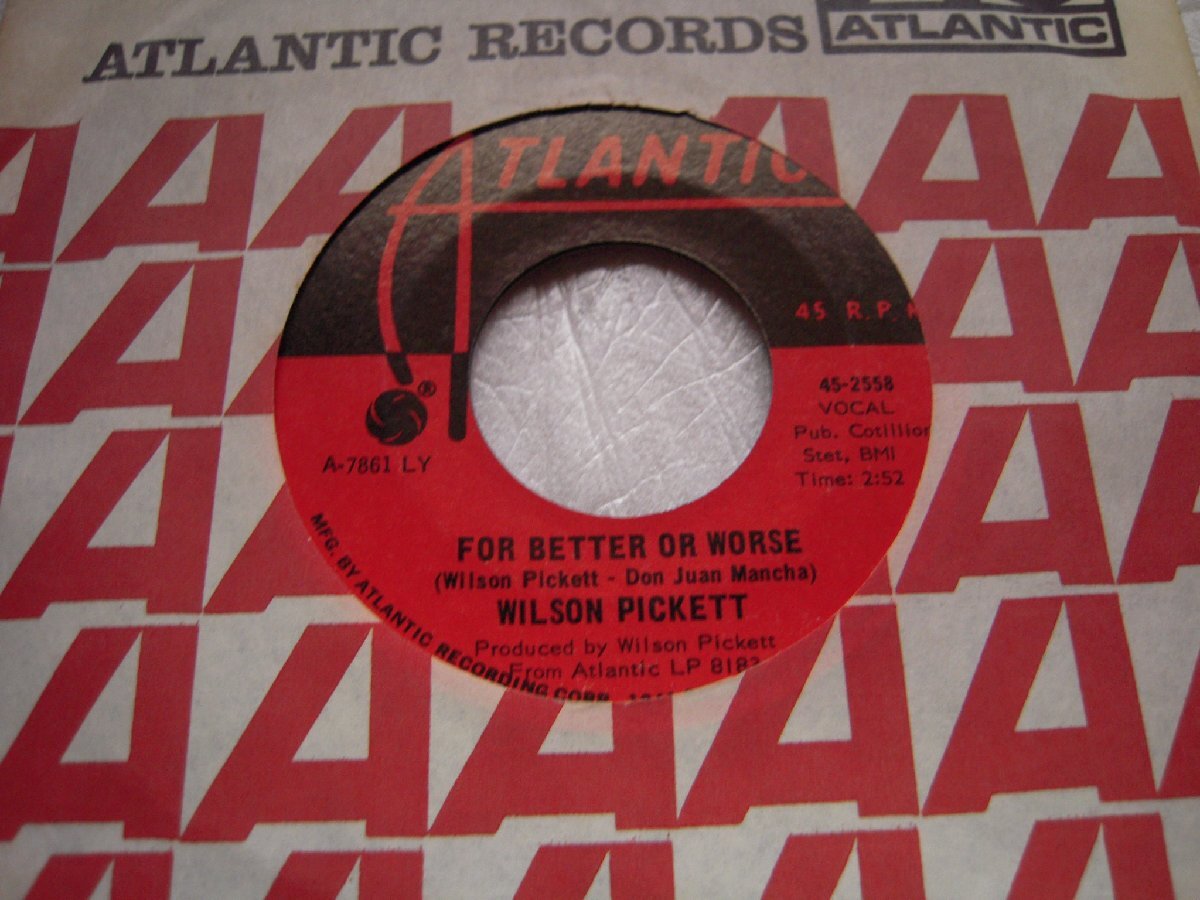 ATLANTIC RECORDS
ATLANTIC
ATLANTIC
45 R.P.M
45-2558
VOCAL
Pub. Cotillion
Stet, BMI
Time: 2:52
®
A-7861 LY
FOR BETTER OR WORSE
(Wilson Pickett - Don Juan Mancha)
WILSON PICKETT
Produced by Wilson Pickett
From Atlantic LP 8183
MFG. BY ATLANTIC RECORDING CORP.